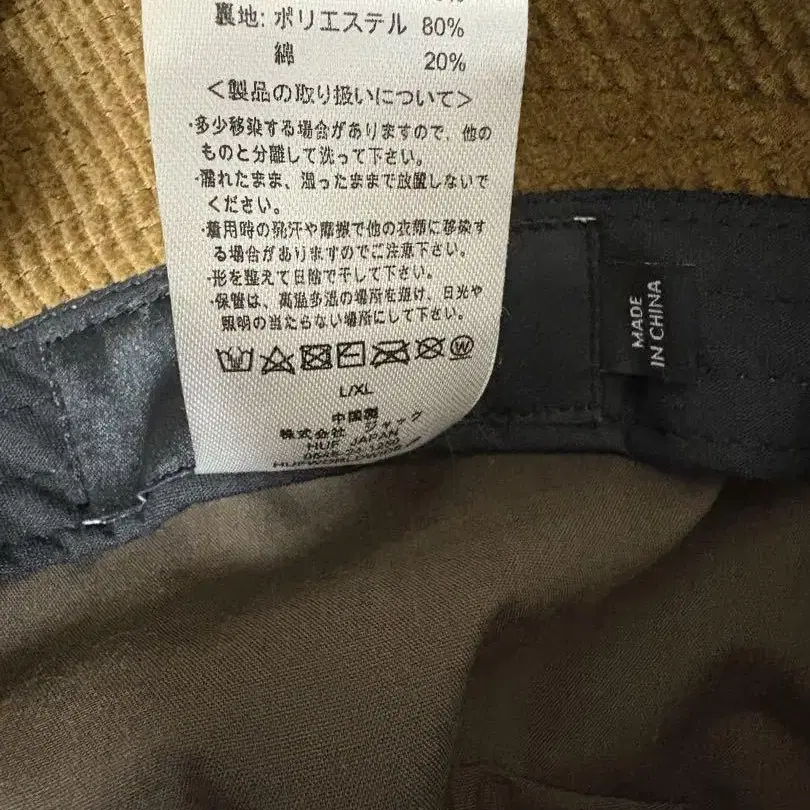 裏地: ポリエステル 80%
綿 20%
＜製品の取り扱いについて＞
・多少移染する場合がありますので、他の
ものと分離して洗って下さい。
・濡れたまま、湿ったままで放置しないで
ください。
・着用時の発汗や摩擦で他の衣類に移染す
る場合がありますのでご注意下さい。
・形を整えて日陰で干して下さい。
・保管は、高温多湿の場所を避け、日光や
照明の当たらない場所にして下さい。
L/XL
中国製
株式会社 ジャック
HUF JAPAN
MADE
IN CHINA